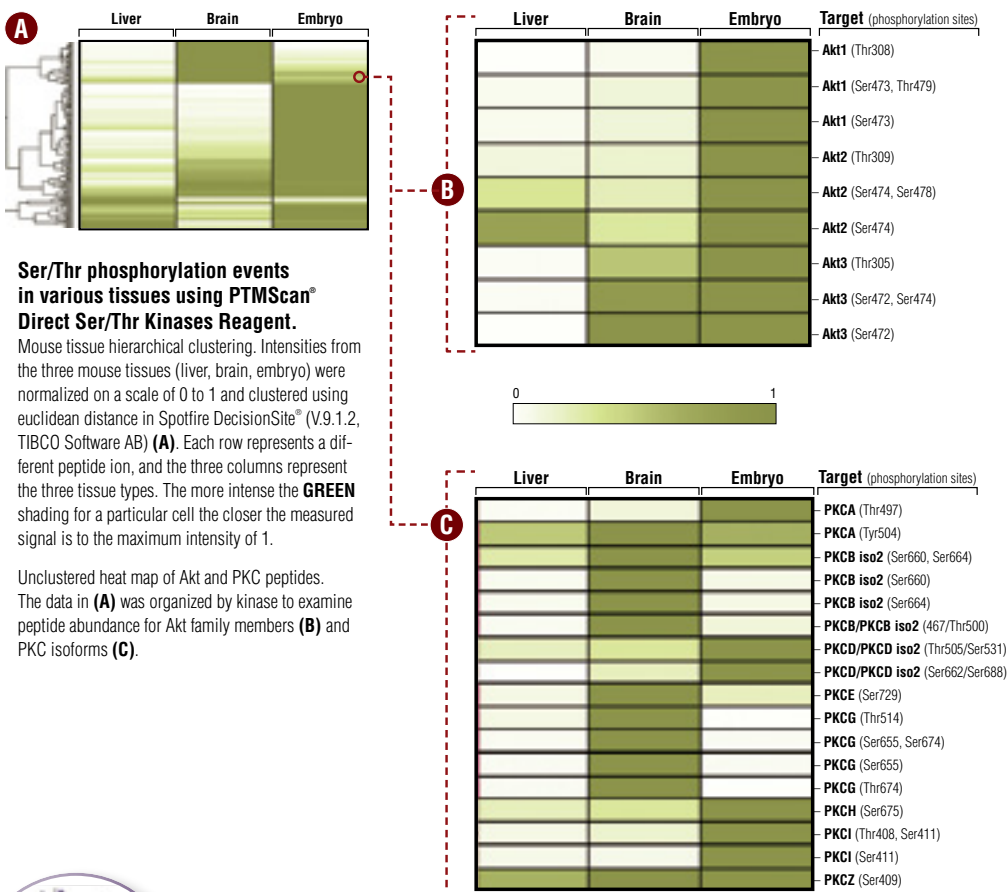 A
Liver Brain Embryo
Ser/Thr phosphorylation events
in various tissues using PTMScan®
Direct Ser/Thr Kinases Reagent.
Mouse tissue hierarchical clustering. Intensities from
the three mouse tissues (liver, brain, embryo) were
normalized on a scale of 0 to 1 and clustered using
euclidean distance in Spotfire DecisionSite® (V.9.1.2,
TIBCO Software AB) (A). Each row represents a dif-
ferent peptide ion, and the three columns represent
the three tissue types. The more intense the GREEN
shading for a particular cell the closer the measured
signal is to the maximum intensity of 1.
Unclustered heat map of Akt and PKC peptides.
The data in (A) was organized by kinase to examine
peptide abundance for Akt family members (B) and
PKC isoforms (C).
B
Liver Brain Embryo Target (phosphorylation sites)
Akt1 (Thr308)
Akt1 (Ser473, Thr479)
Akt1 (Ser473)
Akt2 (Thr309)
Akt2 (Ser474, Ser478)
Akt2 (Ser474)
Akt3 (Thr305)
Akt3 (Ser472, Ser474)
Akt3 (Ser472)
0 1
C
Liver Brain Embryo Target (phosphorylation sites)
PKCA (Thr497)
PKCA (Tyr504)
PKCB iso2 (Ser660, Ser664)
PKCB iso2 (Ser660)
PKCB iso2 (Ser664)
PKCB/PKCB iso2 (467/Thr500)
PKCD/PKCD iso2 (Thr505/Ser531)
PKCD/PKCD iso2 (Ser662/Ser688)
PKCE (Ser729)
PKCG (Thr514)
PKCG (Ser655, Ser674)
PKCG (Ser655)
PKCG (Thr674)
PKCH (Ser675)
PKCI (Thr408, Ser411)
PKCI (Ser411)
PKCZ (Ser409)